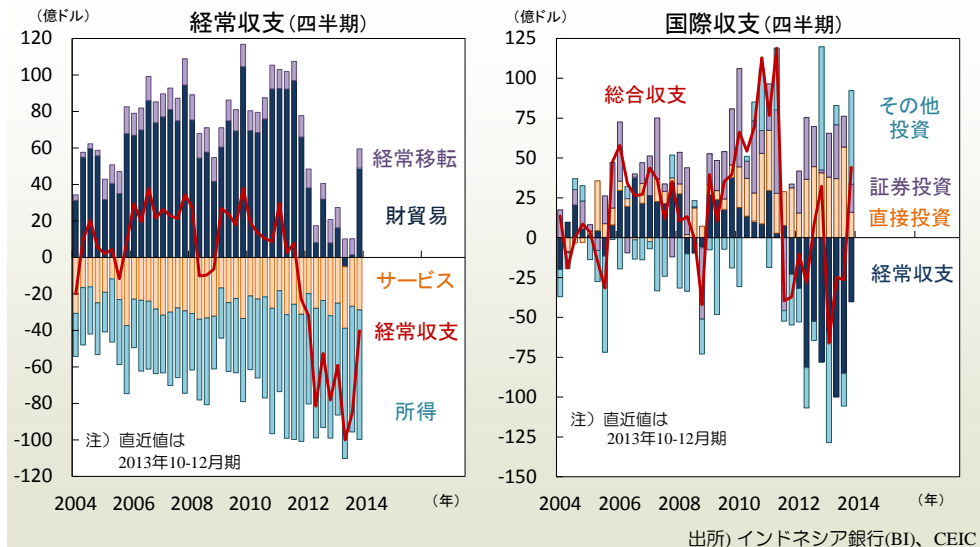 経常収支（四半期）
（億ドル）
120
100
80
60
40
20
0
-20
-40
-60
-80
-100
-120
経常移転
財貿易
サービス
経常収支
所得
注）直近値は
2013年10-12月期
2004 2006 2008 2010 2012 2014 （年）
国際収支（四半期）
（億ドル）
125
100
75
50
25
0
-25
-50
-75
-100
-125
-150
総合収支
その他
投資
証券投資
直接投資
経常収支
注）直近値は
2013年10-12月期
2004 2006 2008 2010 2012 2014 （年）
出所) インドネシア銀行(BI)、CEIC